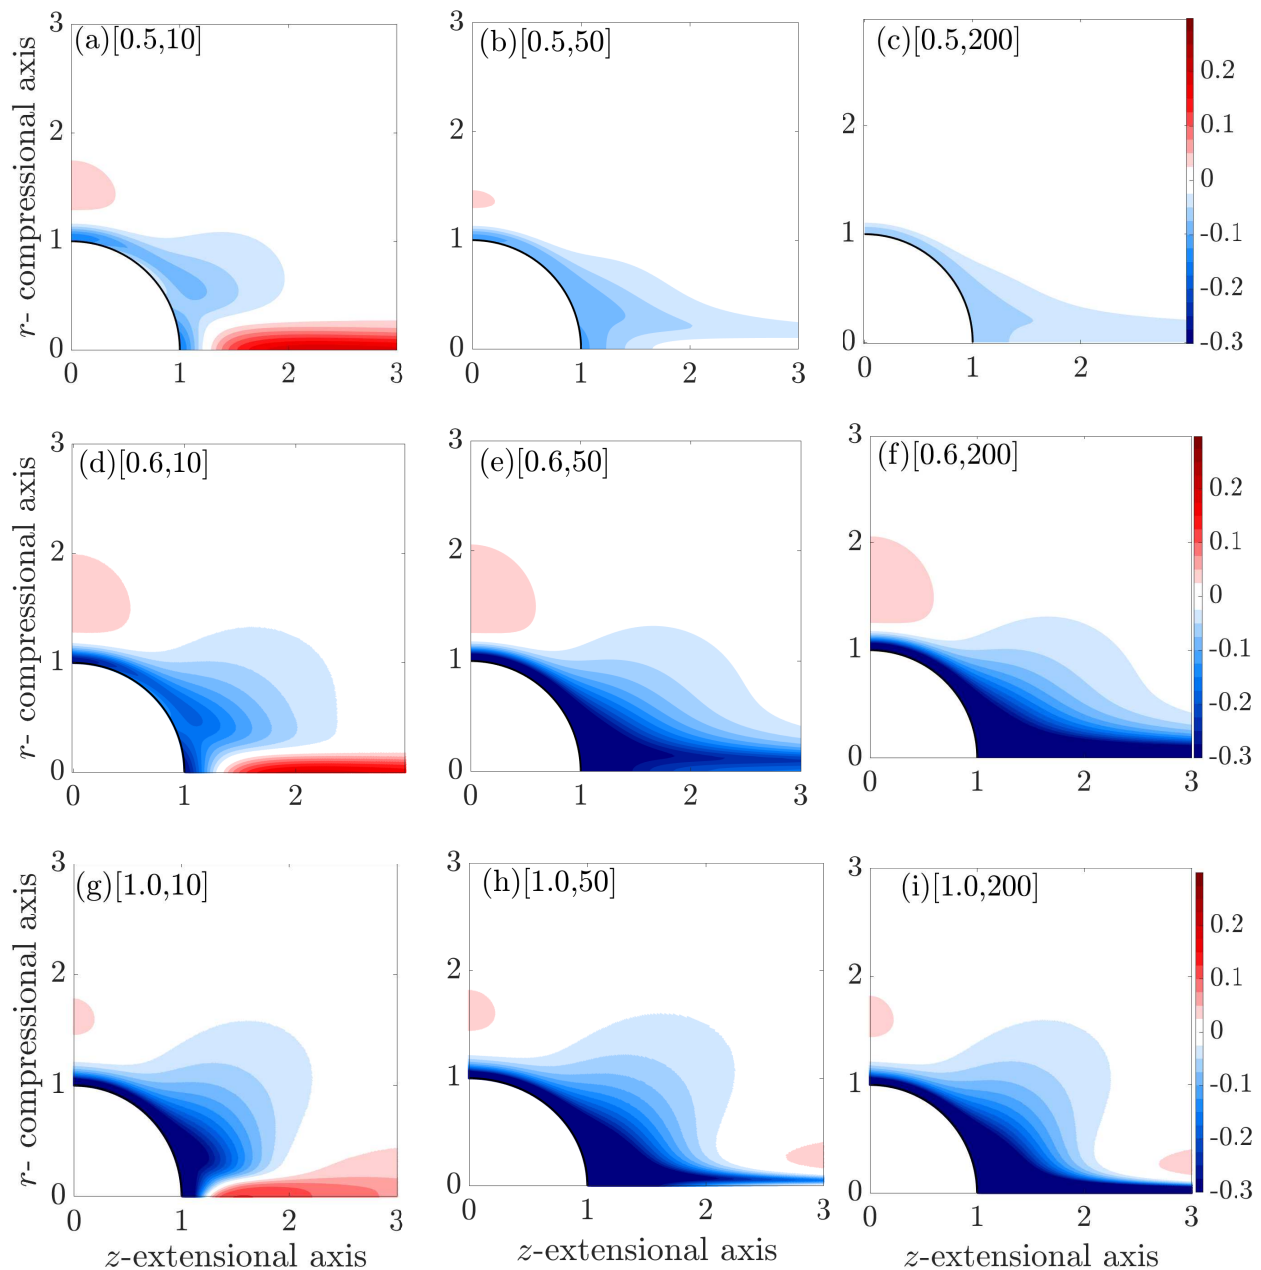 (a)[0.5,10]
3
2
1
0
0 1 2 3
r- compressional axis
(b)[0.5,50]
3
2
1
0
0 1 2 3
(c)[0.5,200]
2
1
0
0 1 2
0.2
0.1
0
-0.1
-0.2
-0.3
(d)[0.6,10]
3
2
1
0
0 1 2
r- compressional axis
(e)[0.6,50]
3
2
1
0
0 1 2 3
(f)[0.6,200]
3
2
1
0
0 1 2 3
0.2
0.1
0
-0.1
-0.2
-0.3
(g)[1.0,10]
3
2
1
0
0 1 2 3
r- compressional axis
z-extensional axis
(h)[1.0,50]
3
2
1
0
0 1 2 3
z-extensional axis
(i)[1.0,200]
3
2
1
0
0 1 2 3
z-extensional axis
0.2
0.1
0
-0.1
-0.2
-0.3